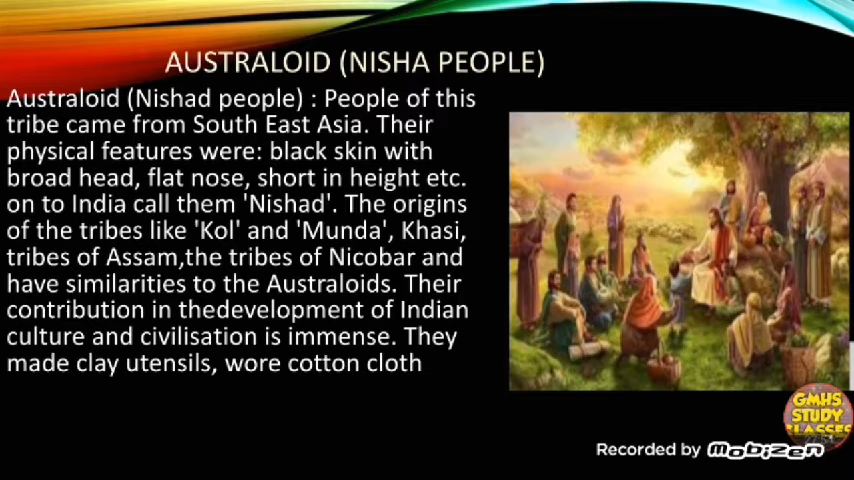 AUSTRALOID (NISHA PEOPLE)
Australoid (Nishad people) : People of this
tribe came from South East Asia. Their
physical features were: black skin with
broad head, flat nose, short in height etc.
on to India call them 'Nishad'. The origins
of the tribes like 'Kol' and 'Munda', Khasi,
tribes of Assam,the tribes of Nicobar and
have similarities to the Australoids. Their
contribution in thedevelopment of Indian
culture and civilisation is immense. They
made clay utensils, wore cotton cloth
GMHS
STUDY
CLASSES
Recorded by Mobizen